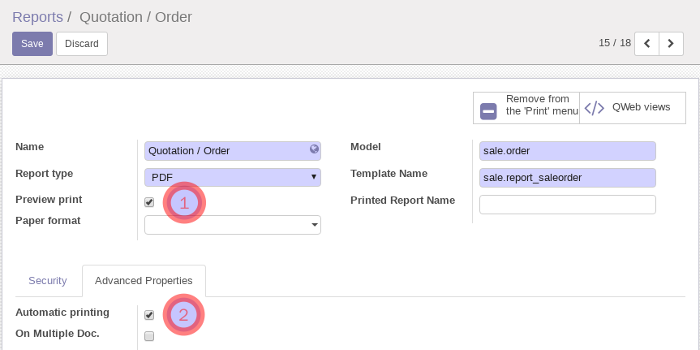 Reports / Quotation / Order
Save Discard 15 / 18
Remove from the 'Print' menu
QWeb views
Name Quotation / Order Model sale.order
Report type PDF Template Name sale.report_saleorder
Preview print 1 Printed Report Name
Paper format
Security Advanced Properties
Automatic printing 2
On Multiple Doc.